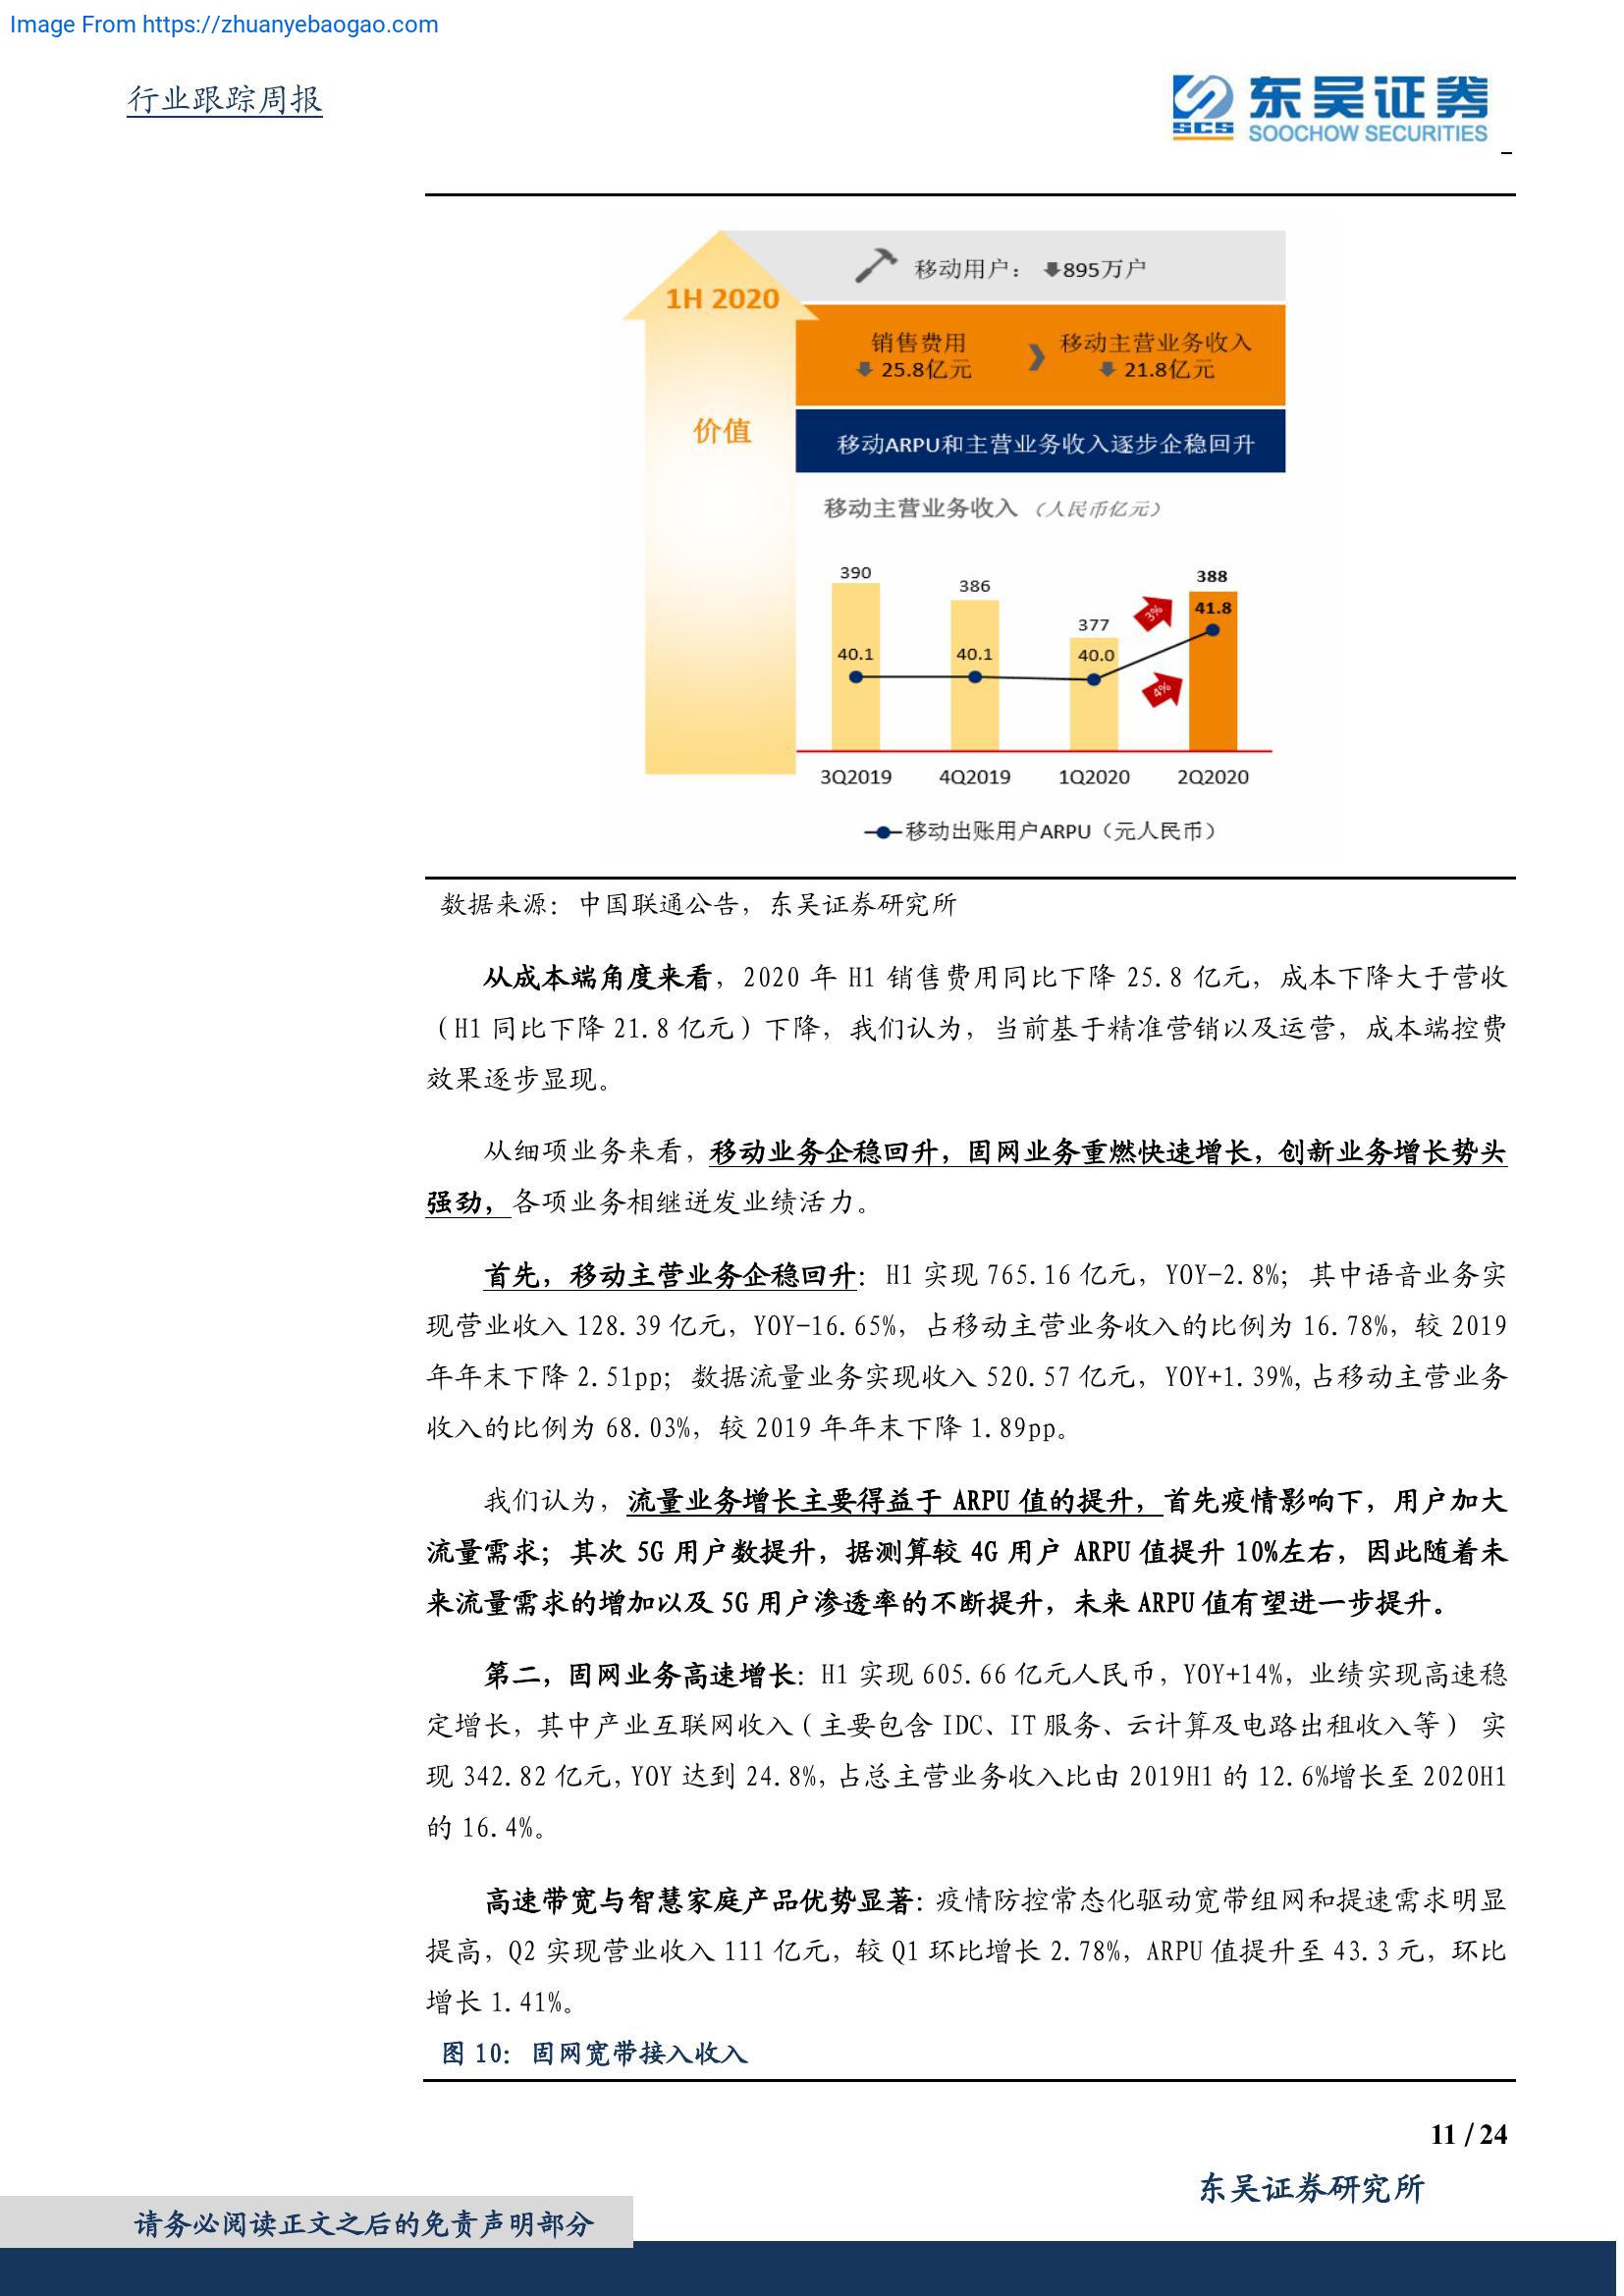 Image From https://zhuanyebaogao.com
行业跟踪周报
SCS
东吴证券
SOOCHOW SECURITIES
1H 2020
价值
移动用户： 895万户
销售费用
25.8亿元
移动主营业务收入
21.8亿元
移动ARPU和主营业务收入逐步企稳回升
移动主营业务收入 （人民币亿元）
390
386
377
388
40.1
40.1
40.0
41.8
3%
4%
3Q2019
4Q2019
1Q2020
2Q2020
移动出账用户ARPU（元人民币）
数据来源：中国联通公告，东吴证券研究所
从成本端角度来看，2020 年 H1 销售费用同比下降 25.8 亿元，成本下降大于营收
（H1 同比下降 21.8 亿元）下降，我们认为，当前基于精准营销以及运营，成本端控费
效果逐步显现。
从细项业务来看，移动业务企稳回升，固网业务重燃快速增长，创新业务增长势头
强劲，各项业务相继迸发业绩活力。
首先，移动主营业务企稳回升：H1 实现 765.16 亿元，YOY-2.8%；其中语音业务实
现营业收入 128.39 亿元，YOY-16.65%，占移动主营业务收入的比例为 16.78%，较 2019
年年末下降 2.51pp；数据流量业务实现收入 520.57 亿元，YOY+1.39%,占移动主营业务
收入的比例为 68.03%，较 2019 年年末下降 1.89pp。
我们认为，流量业务增长主要得益于 ARPU 值的提升，首先疫情影响下，用户加大
流量需求；其次 5G 用户数提升，据测算较 4G 用户 ARPU 值提升 10%左右，因此随着未
来流量需求的增加以及 5G 用户渗透率的不断提升，未来 ARPU 值有望进一步提升。
第二，固网业务高速增长：H1 实现 605.66 亿元人民币，YOY+14%，业绩实现高速稳
定增长，其中产业互联网收入（主要包含 IDC、IT 服务、云计算及电路出租收入等） 实
现 342.82 亿元,YOY 达到 24.8%,占总主营业务收入比由 2019H1 的 12.6%增长至 2020H1
的 16.4%。
高速带宽与智慧家庭产品优势显著：疫情防控常态化驱动宽带组网和提速需求明显
提高，Q2 实现营业收入 111 亿元，较 Q1 环比增长 2.78%，ARPU 值提升至 43.3 元，环比
增长 1.41%。
图 10：固网宽带接入收入
11 / 24
东吴证券研究所
请务必阅读正文之后的免责声明部分